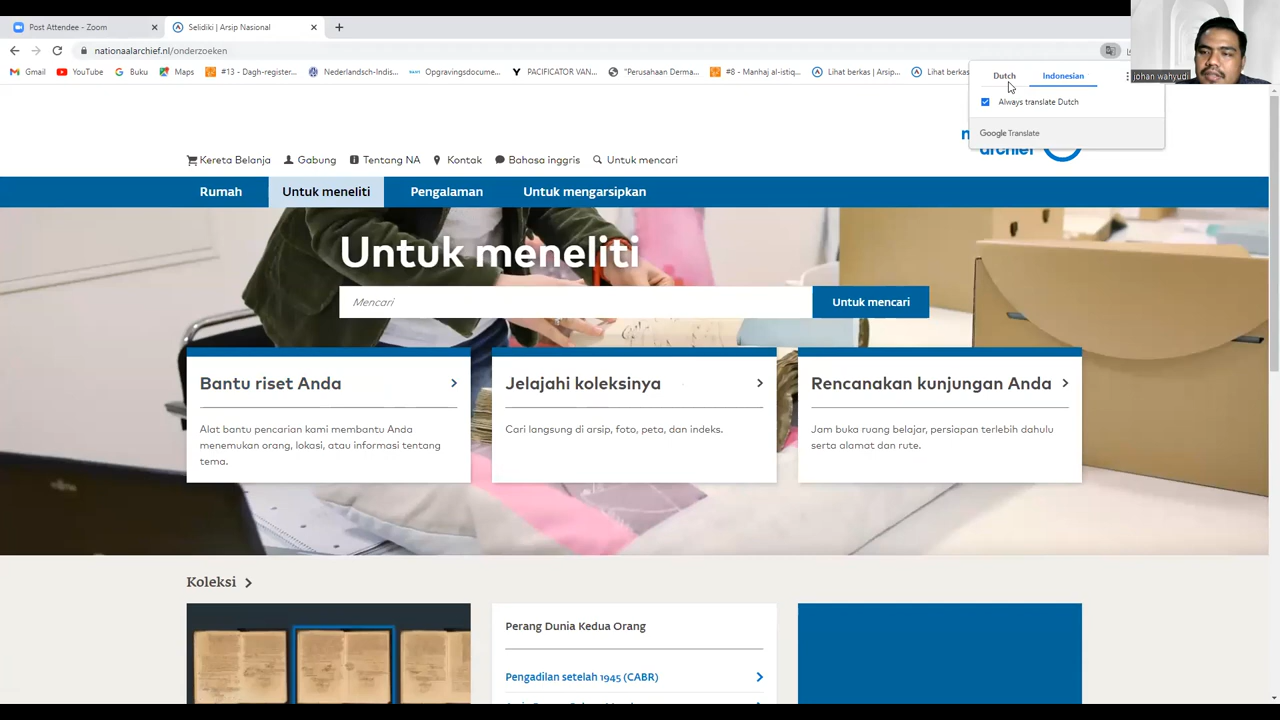 Post Attendee - Zoom
Selidiki | Arsip Nasional
nationaalarchief.nl/onderzoeken
Gmail
YouTube
Buku
Maps
#13 - Dagh-register...
Nederlandsch-Indis...
Opgravingsdocume...
PACIFICATOR VAN...
"Perusahaan Derma...
#8 - Manhaj al-istiq...
Lihat berkas | Arsip...
Lihat berkas
johan wahyudi
Dutch
Indonesian
Always translate Dutch
Google Translate
archief
Kereta Belanja
Gabung
Tentang NA
Kontak
Bahasa inggris
Untuk mencari
Rumah
Untuk meneliti
Pengalaman
Untuk mengarsipkan
Untuk meneliti
Mencari
Untuk mencari
Bantu riset Anda
Alat bantu pencarian kami membantu Anda
menemukan orang, lokasi, atau informasi tentang
tema.
Jelajahi koleksinya
Cari langsung di arsip, foto, peta, dan indeks.
Rencanakan kunjungan Anda
Jam buka ruang belajar, persiapan terlebih dahulu
serta alamat dan rute.
Koleksi
Perang Dunia Kedua Orang
Pengadilan setelah 1945 (CABR)